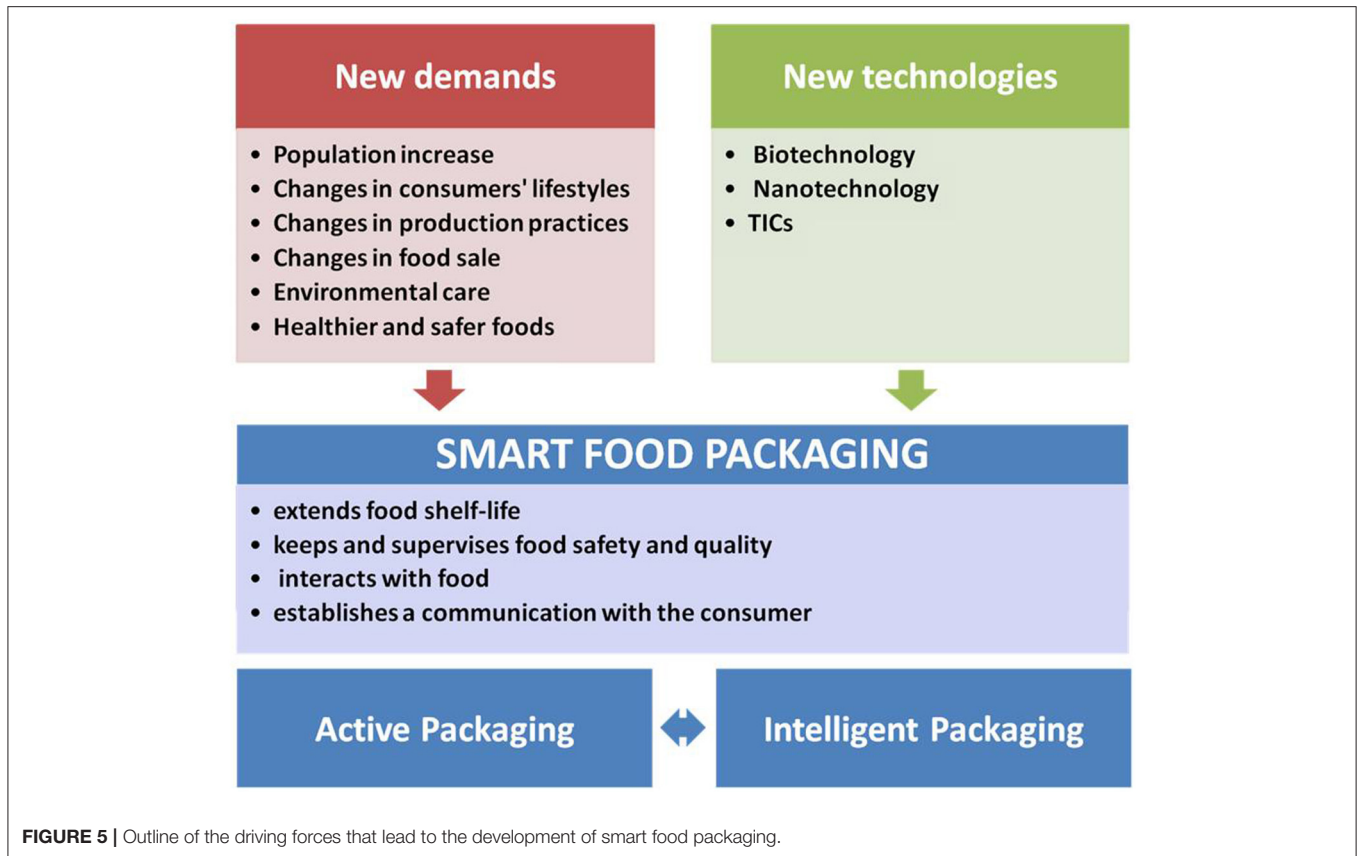 New demands
• Population increase
• Changes in consumers' lifestyles
• Changes in production practices
• Changes in food sale
• Environmental care
• Healthier and safer foods
New technologies
• Biotechnology
• Nanotechnology
• TICs
SMART FOOD PACKAGING
• extends food shelf-life
• keeps and supervises food safety and quality
• interacts with food
• establishes a communication with the consumer
Active Packaging
Intelligent Packaging
FIGURE 5 | Outline of the driving forces that lead to the development of smart food packaging.